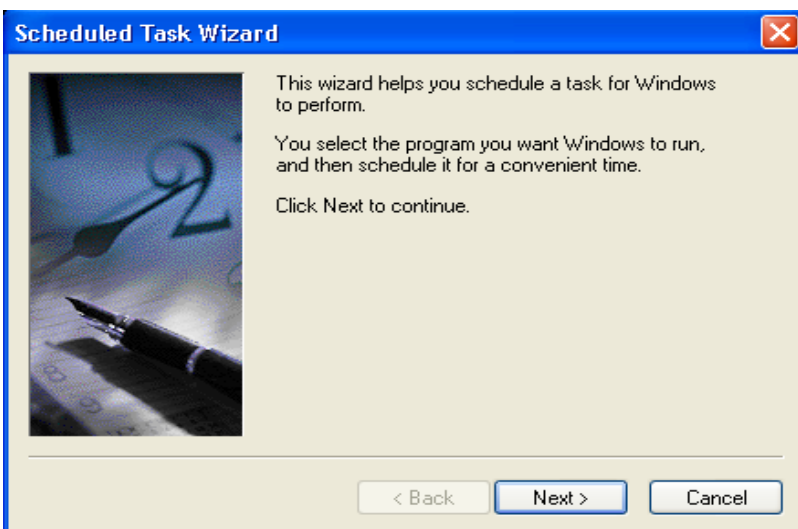 Scheduled Task Wizard
This wizard helps you schedule a task for Windows
to perform.
You select the program you want Windows to run,
and then schedule it for a convenient time.
Click Next to continue.
2
< Back
Next >
Cancel